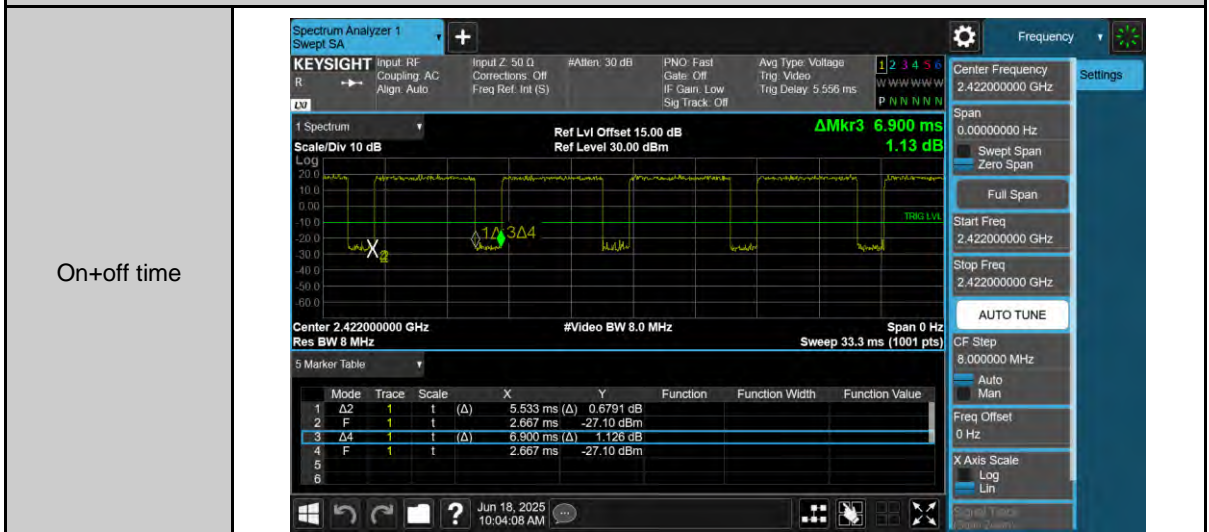 On+off time
Spectrum Analyzer 1
Swept SA
+
Frequency
KEYSIGHT
R
LXI
Input: RF
Coupling: AC
Align: Auto
Input Z: 50 Ω
Corrections: Off
Freq Ref: Int (S)
#Atten: 30 dB
PNO: Fast
Gate: Off
IF Gain: Low
Sig Track: Off
Avg Type: Voltage
Trig: Video
Trig Delay: 5.556 ms
1 2 3 4 5 6
W W W W W W
P N N N N N
1 Spectrum
Scale/Div 10 dB
Ref Lvl Offset 15.00 dB
Ref Level 30.00 dBm
ΔMkr3 6.900 ms
1.13 dB
Log
20.0
10.0
0.00
-10.0
-20.0
-30.0
-40.0
-50.0
-60.0
TRIG LVL
1Δ
3Δ4
X2
Center 2.422000000 GHz
Res BW 8 MHz
#Video BW 8.0 MHz
Span 0 Hz
Sweep 33.3 ms (1001 pts)
5 Marker Table
Mode Trace Scale X Y Function Function Width Function Value
1 Δ2 1 t (Δ) 5.533 ms (Δ) 0.6791 dB
2 F 1 t 2.667 ms -27.10 dBm
3 Δ4 1 t (Δ) 6.900 ms (Δ) 1.126 dB
4 F 1 t 2.667 ms -27.10 dBm
5
6
?
Jun 18, 2025
10:04:08 AM
Center Frequency
2.422000000 GHz
Settings
Span
0.00000000 Hz
Swept Span
Zero Span
Full Span
Start Freq
2.422000000 GHz
Stop Freq
2.422000000 GHz
AUTO TUNE
CF Step
8.000000 MHz
Auto
Man
Freq Offset
0 Hz
X Axis Scale
Log
Lin
Signal Track
(Span Zoom)